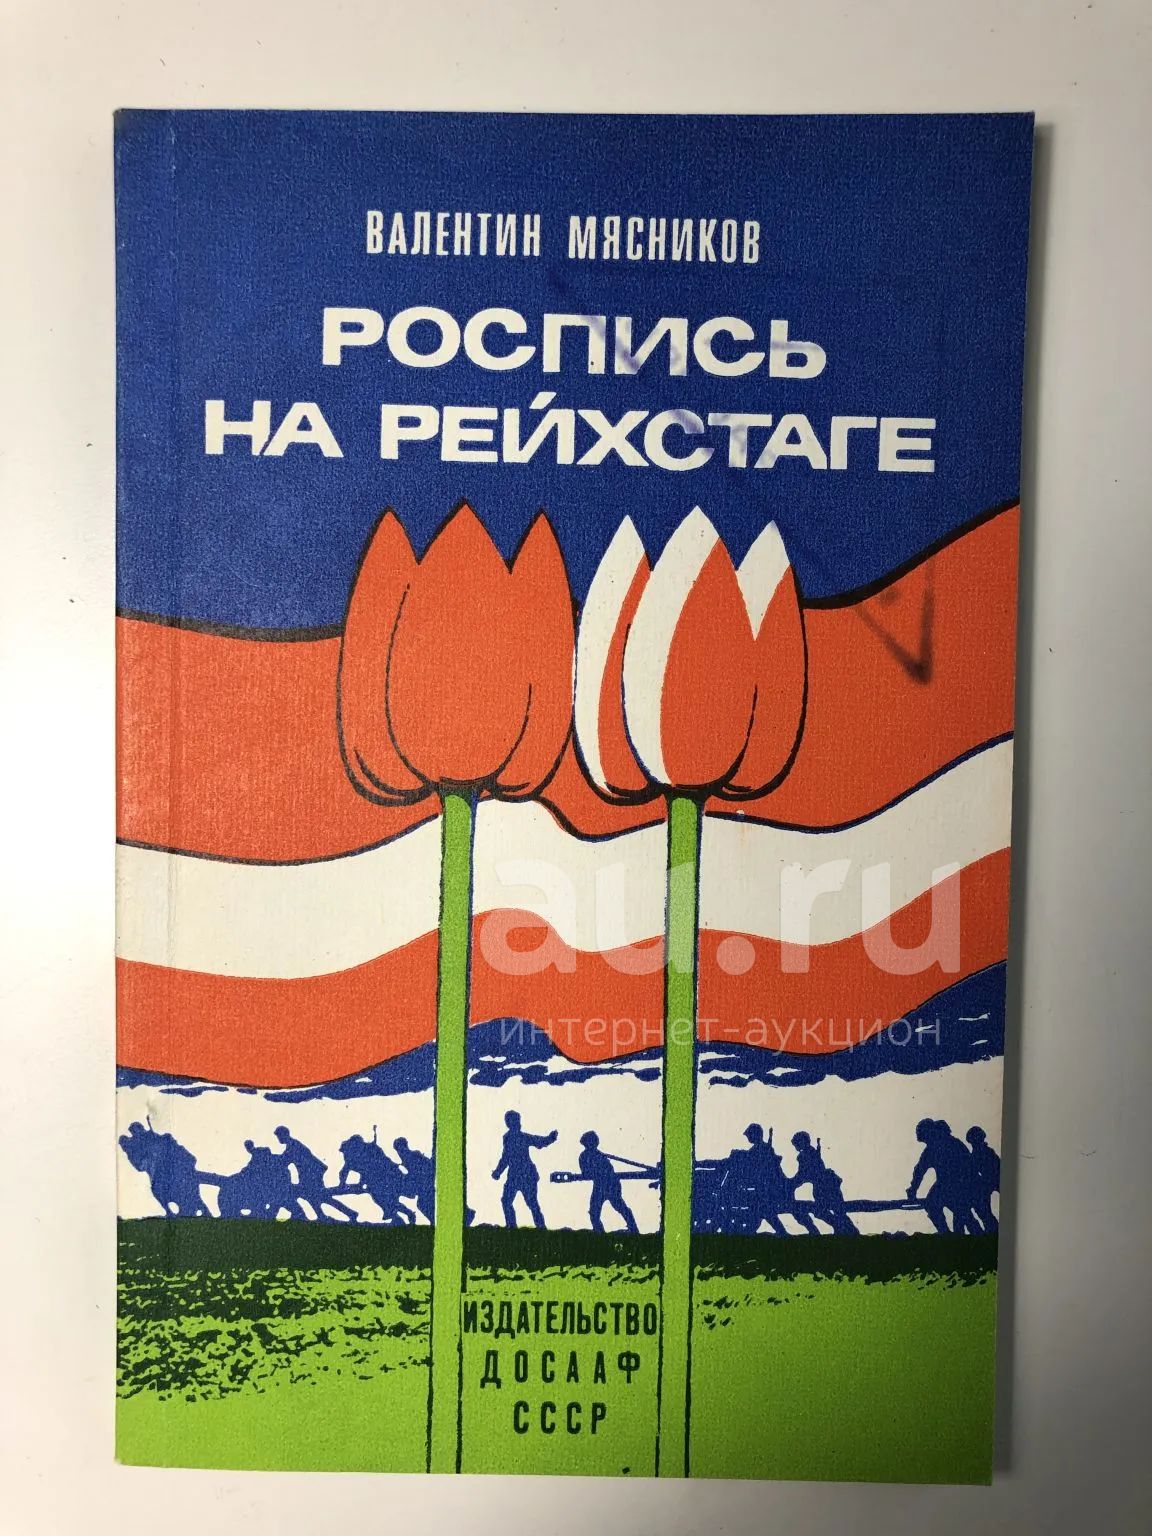 ВАЛЕНТИН МЯСНИКОВ
РОСПИСЬ
НА РЕЙХСТАГЕ
au.ru
интернет-аукцион
ИЗДАТЕЛЬСТВО
ДОСААФ
СССР